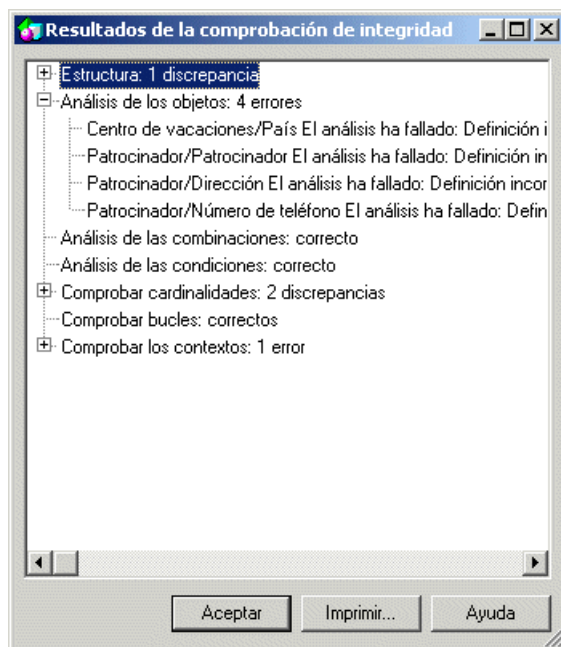 Resultados de la comprobación de integridad
Estructura: 1 discrepancia
Análisis de los objetos: 4 errores
Centro de vacaciones/País El análisis ha fallado: Definición i
Patrocinador/Patrocinador El análisis ha fallado: Definición in
Patrocinador/Dirección El análisis ha fallado: Definición incor
Patrocinador/Número de teléfono El análisis ha fallado: Defin
Análisis de las combinaciones: correcto
Análisis de las condiciones: correcto
Comprobar cardinalidades: 2 discrepancias
Comprobar bucles: correctos
Comprobar los contextos: 1 error
Aceptar Imprimir... Ayuda